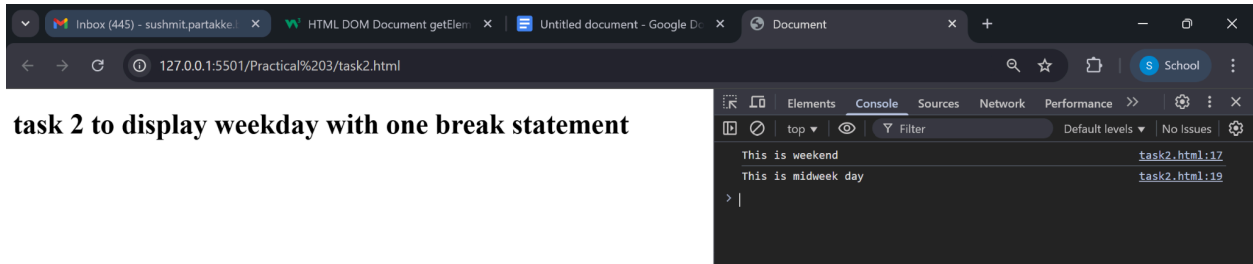 Inbox (445) - sushmit.partakke.
HTML DOM Document getElem
Untitled document - Google Do
Document
127.0.0.1:5501/Practical%203/task2.html
S School
task 2 to display weekday with one break statement
Elements Console Sources Network Performance
top Filter Default levels No Issues
This is weekend task2.html:17
This is midweek day task2.html:19